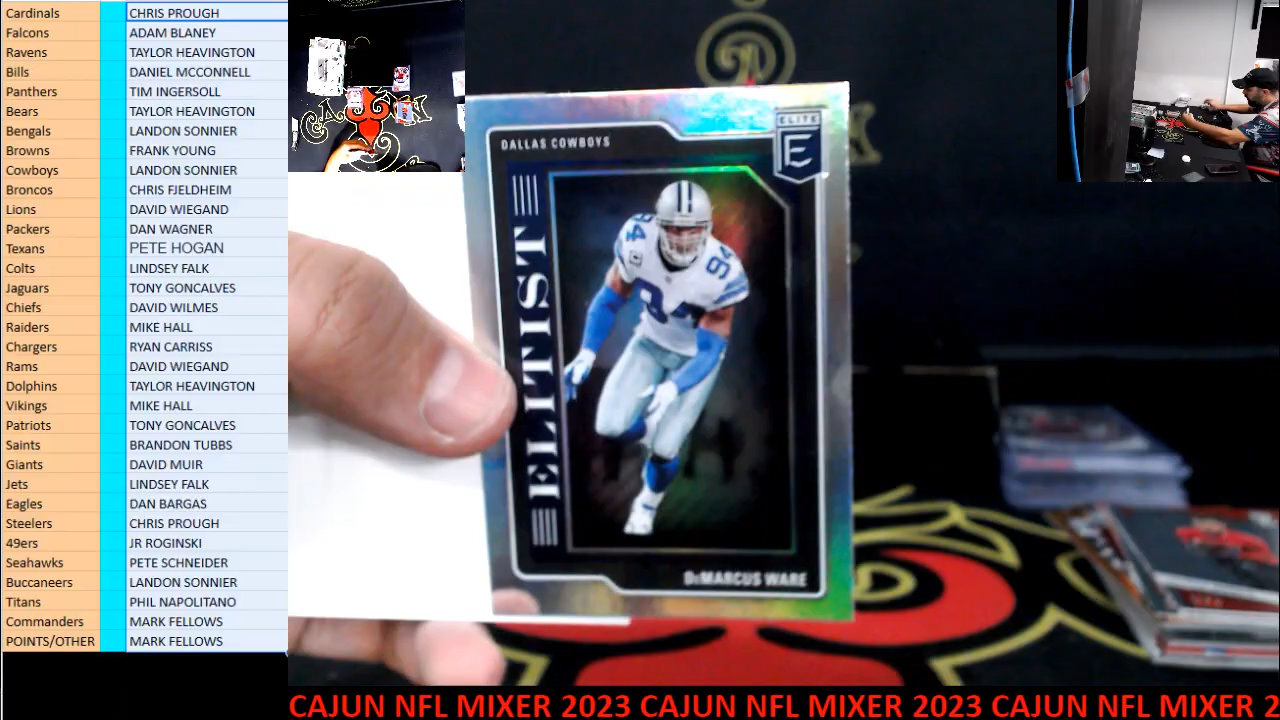 Cardinals CHRIS PROUGH
Falcons ADAM BLANEY
Ravens TAYLOR HEAVINGTON
Bills DANIEL MCCONNELL
Panthers TIM INGERSOLL
Bears TAYLOR HEAVINGTON
Bengals LANDON SONNIER
Browns FRANK YOUNG
Cowboys LANDON SONNIER
Broncos CHRIS FJELDHEIM
Lions DAVID WIEGAND
Packers DAN WAGNER
Texans PETE HOGAN
Colts LINDSEY FALK
Jaguars TONY GONCALVES
Chiefs DAVID WILMES
Raiders MIKE HALL
Chargers RYAN CARRISS
Rams DAVID WIEGAND
Dolphins TAYLOR HEAVINGTON
Vikings MIKE HALL
Patriots TONY GONCALVES
Saints BRANDON TUBBS
Giants DAVID MUIR
Jets LINDSEY FALK
Eagles DAN BARGAS
Steelers CHRIS PROUGH
49ers JR ROGINSKI
Seahawks PETE SCHNEIDER
Buccaneers LANDON SONNIER
Titans PHIL NAPOLITANO
Commanders MARK FELLOWS
POINTS/OTHER MARK FELLOWS
DALLAS COWBOYS
ELITE
E
ELITIST
94
94
94
DeMARCUS WARE
CAJUN NFL MIXER 2023 CAJUN NFL MIXER 2023 CAJUN NFL MIXER 2